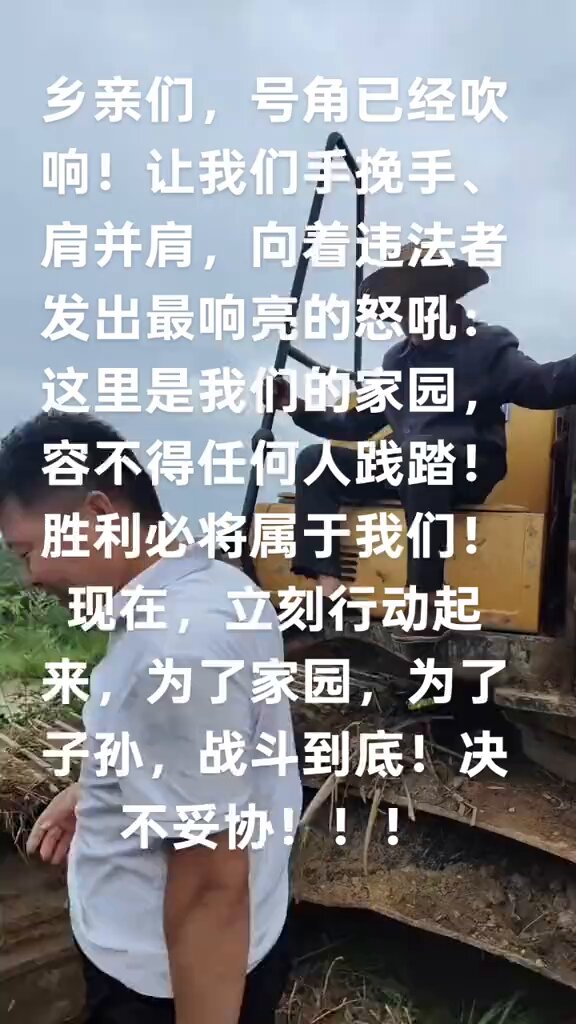 乡亲们，号角已经吹
响！让我们手挽手、
肩并肩，向着违法者
发出最响亮的怒吼：
这里是我们的家园，
容不得任何人践踏！
胜利必将属于我们！
现在，立刻行动起
来，为了家园，为了
子孙，战斗到底！决
不妥协！！！